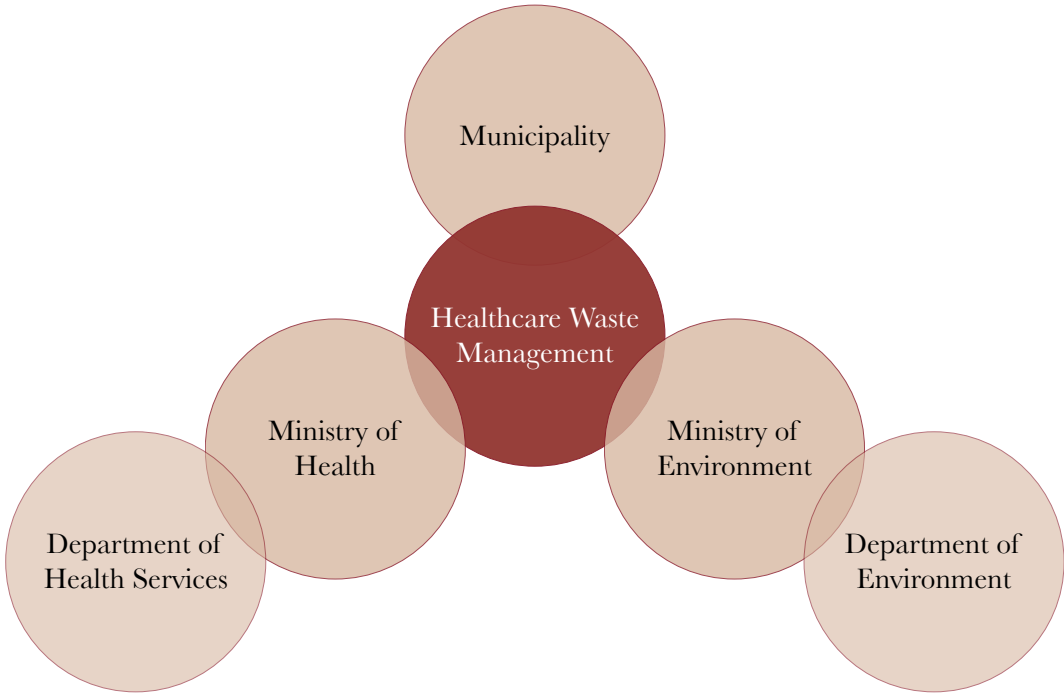 Municipality
Healthcare Waste
Management
Ministry of
Health
Ministry of
Environment
Department of
Health Services
Department of
Environment